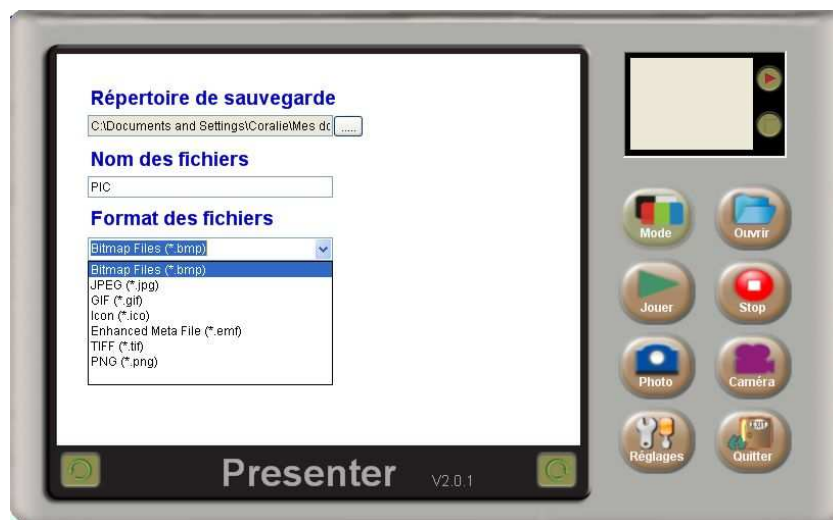 Répertoire de sauvegarde
C:\Documents and Settings\Coralie\Mes dc
.....
Nom des fichiers
PIC
Format des fichiers
Bitmap Files (*.bmp)
Bitmap Files (*.bmp)
JPEG (*.jpg)
GIF (*.gif)
Icon (*.ico)
Enhanced Meta File (*.emf)
TIFF (*.tif)
PNG (*.png)
Presenter V2.0.1
Mode
Ouvrir
Jouer
Stop
Photo
Caméra
Réglages
EXIT
Quitter